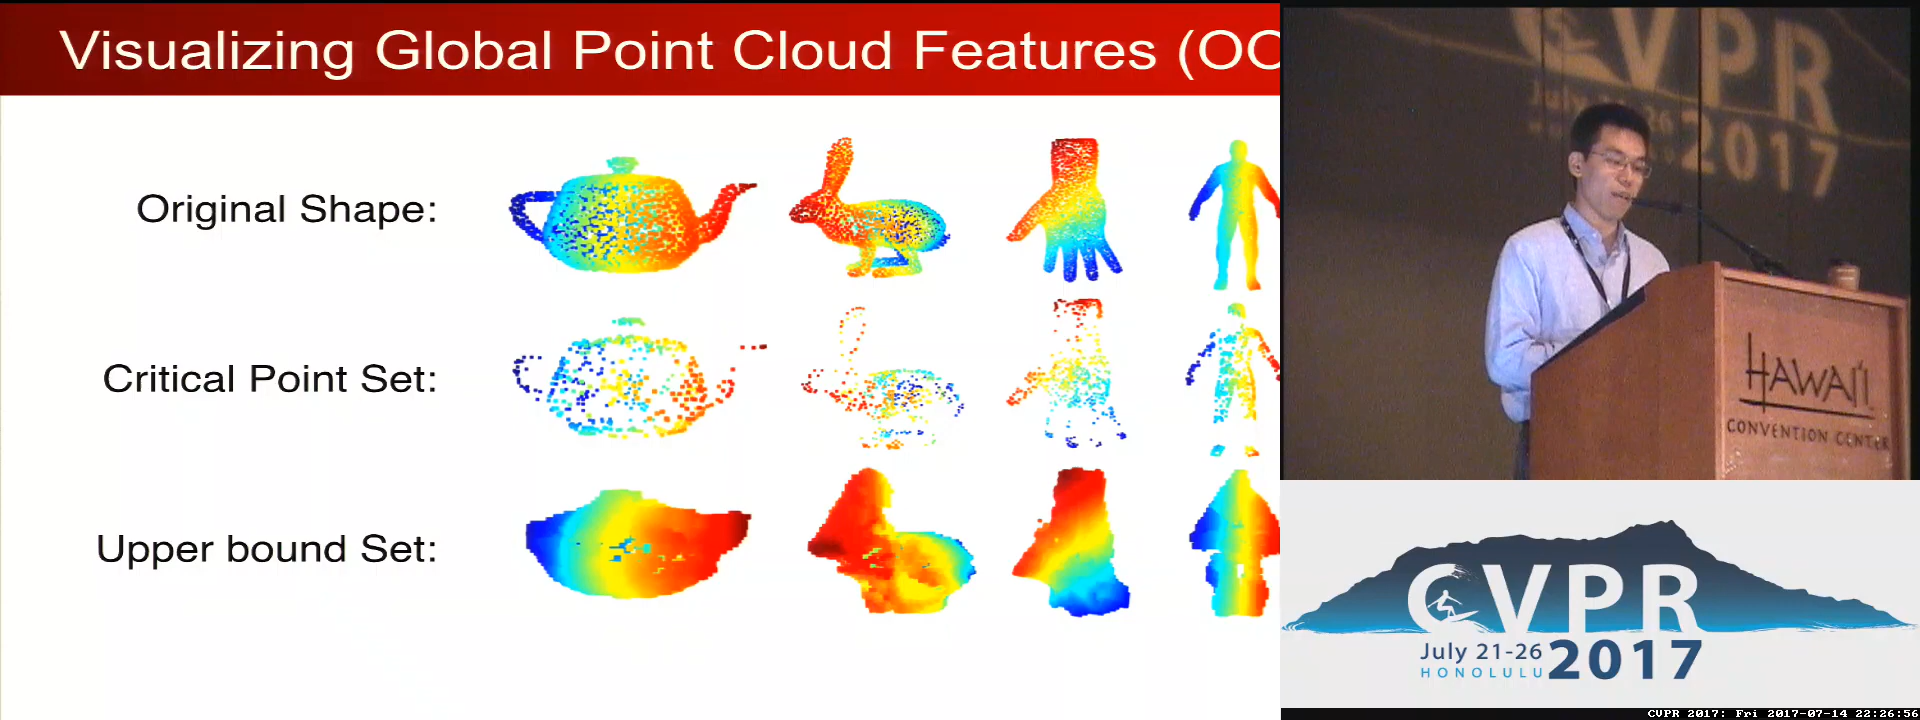 Visualizing Global Point Cloud Features (OO
Original Shape:
Critical Point Set:
Upper bound Set:
CVPR
2017
HAWAI'I
CONVENTION CENTER
CVPR
July 21-26
HONOLULU
2017
CVPR 2017: Fri 2017-07-14 22:26:56